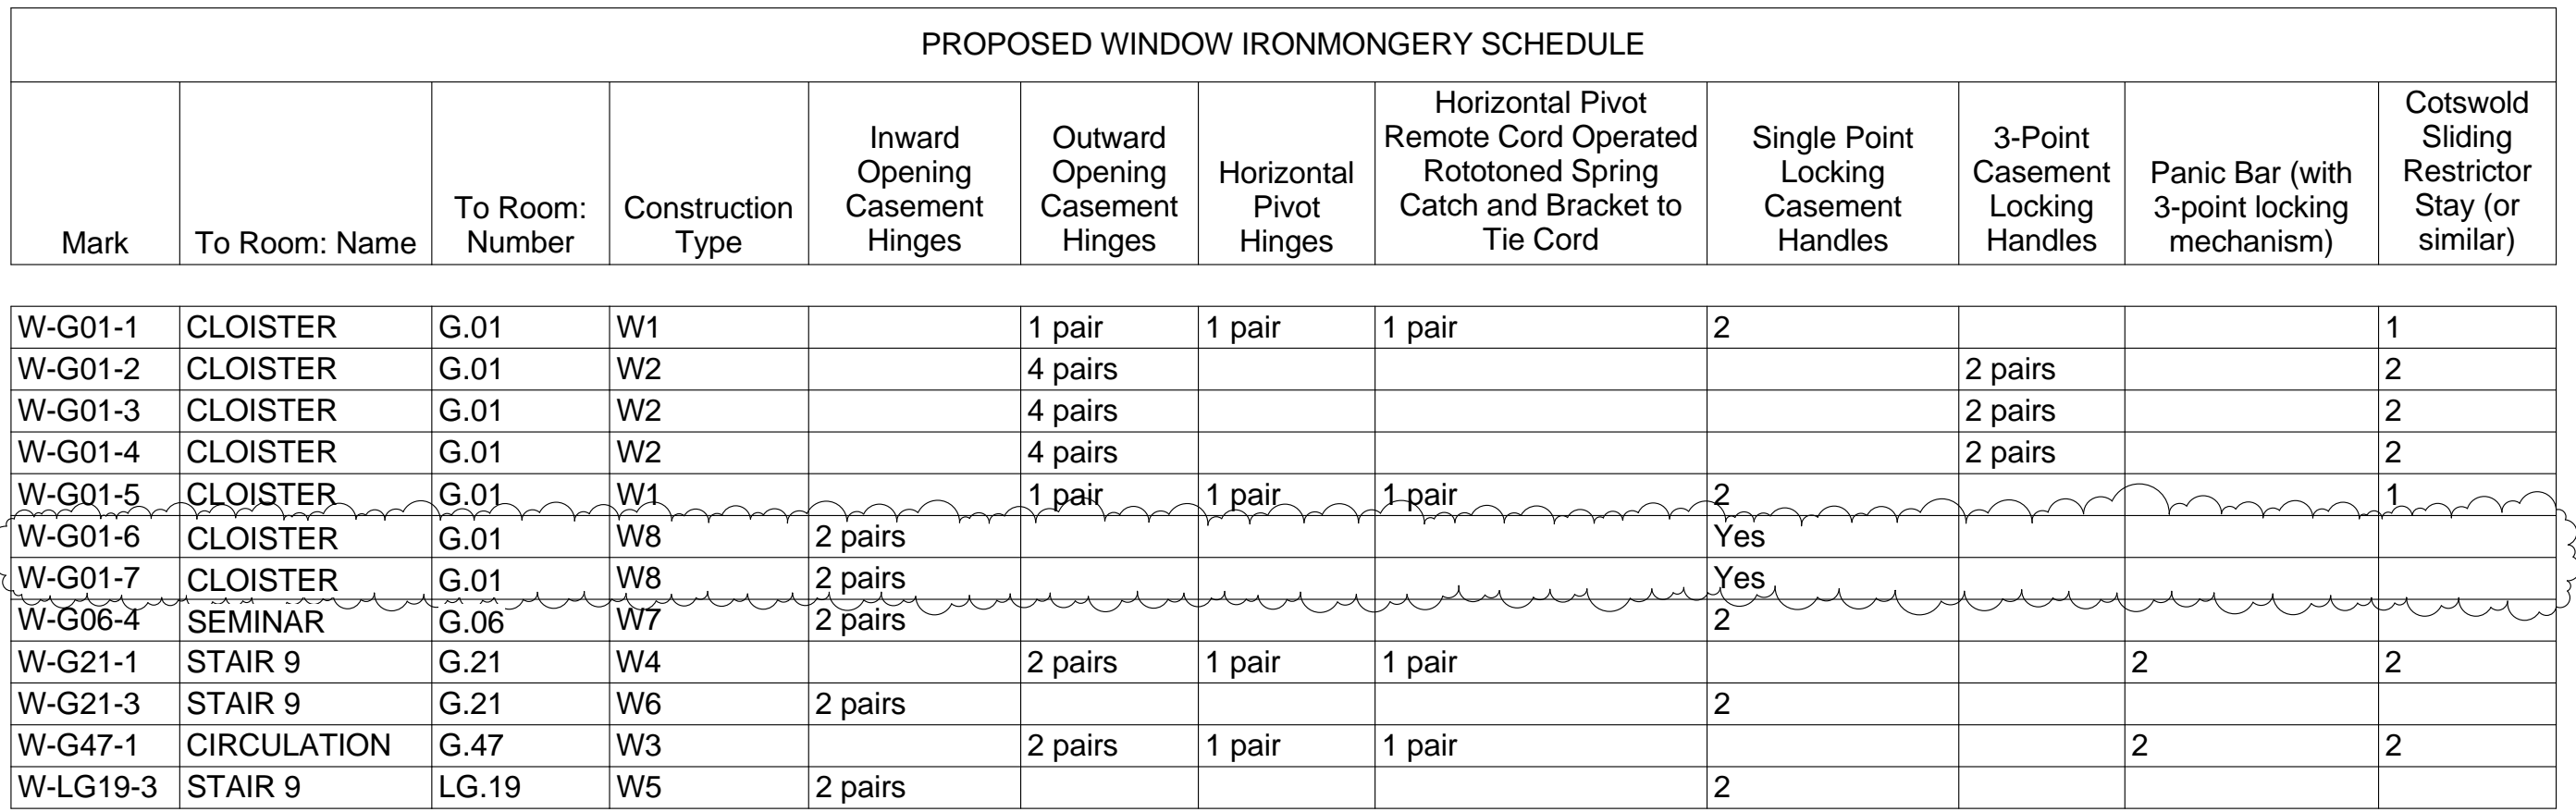 PROPOSED WINDOW IRONMONGERY SCHEDULE
Mark
To Room: Name
To Room:
Number
Construction
Type
Inward
Opening
Casement
Hinges
Outward
Opening
Casement
Hinges
Horizontal
Pivot
Hinges
Horizontal Pivot
Remote Cord Operated
Rototoned Spring
Catch and Bracket to
Tie Cord
Single Point
Locking
Casement
Handles
3-Point
Casement
Locking
Handles
Panic Bar (with
3-point locking
mechanism)
Cotswold
Sliding
Restrictor
Stay (or
similar)
W-G01-1 CLOISTER G.01 W1 1 pair 1 pair 1 pair 2 1
W-G01-2 CLOISTER G.01 W2 4 pairs 2 pairs 2
W-G01-3 CLOISTER G.01 W2 4 pairs 2 pairs 2
W-G01-4 CLOISTER G.01 W2 4 pairs 2 pairs 2
W-G01-5 CLOISTER G.01 W1 1 pair 1 pair 1 pair 2 1
W-G01-6 CLOISTER G.01 W8 2 pairs Yes
W-G01-7 CLOISTER G.01 W8 2 pairs Yes
W-G06-4 SEMINAR G.06 W7 2 pairs 2
W-G21-1 STAIR 9 G.21 W4 2 pairs 1 pair 1 pair 2 2
W-G21-3 STAIR 9 G.21 W6 2 pairs 2
W-G47-1 CIRCULATION G.47 W3 2 pairs 1 pair 1 pair 2 2
W-LG19-3 STAIR 9 LG.19 W5 2 pairs 2